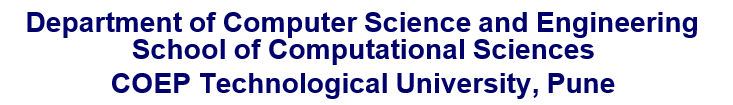 Department of Computer Science and Engineering
School of Computational Sciences
COEP Technological University, Pune